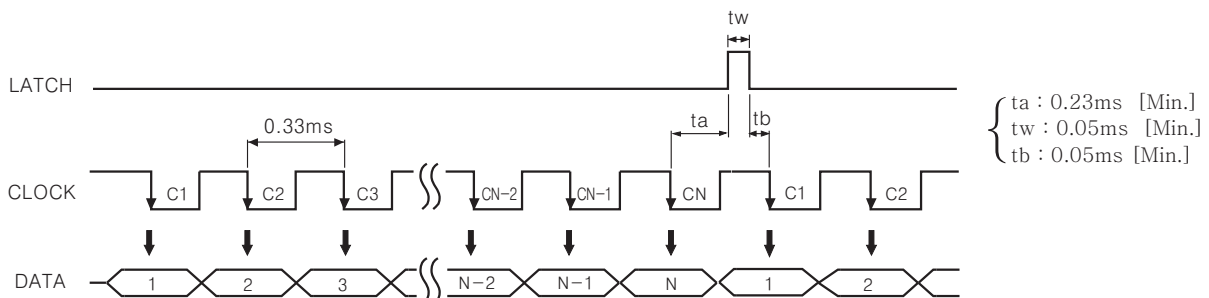 tw
LATCH
ta
tb
0.33ms
ta : 0.23ms [Min.]
tw : 0.05ms [Min.]
tb : 0.05ms [Min.]
CLOCK C1 C2 C3 CN-2 CN-1 CN C1 C2
DATA 1 2 3 N-2 N-1 N 1 2